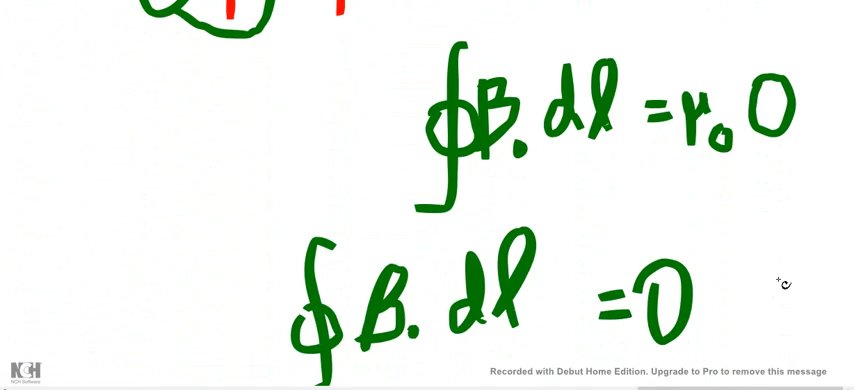 ∮B. dl = μ₀ 0
∮ B. dl = 0
NCH
NCH Software
Recorded with Debut Home Edition. Upgrade to Pro to remove this message